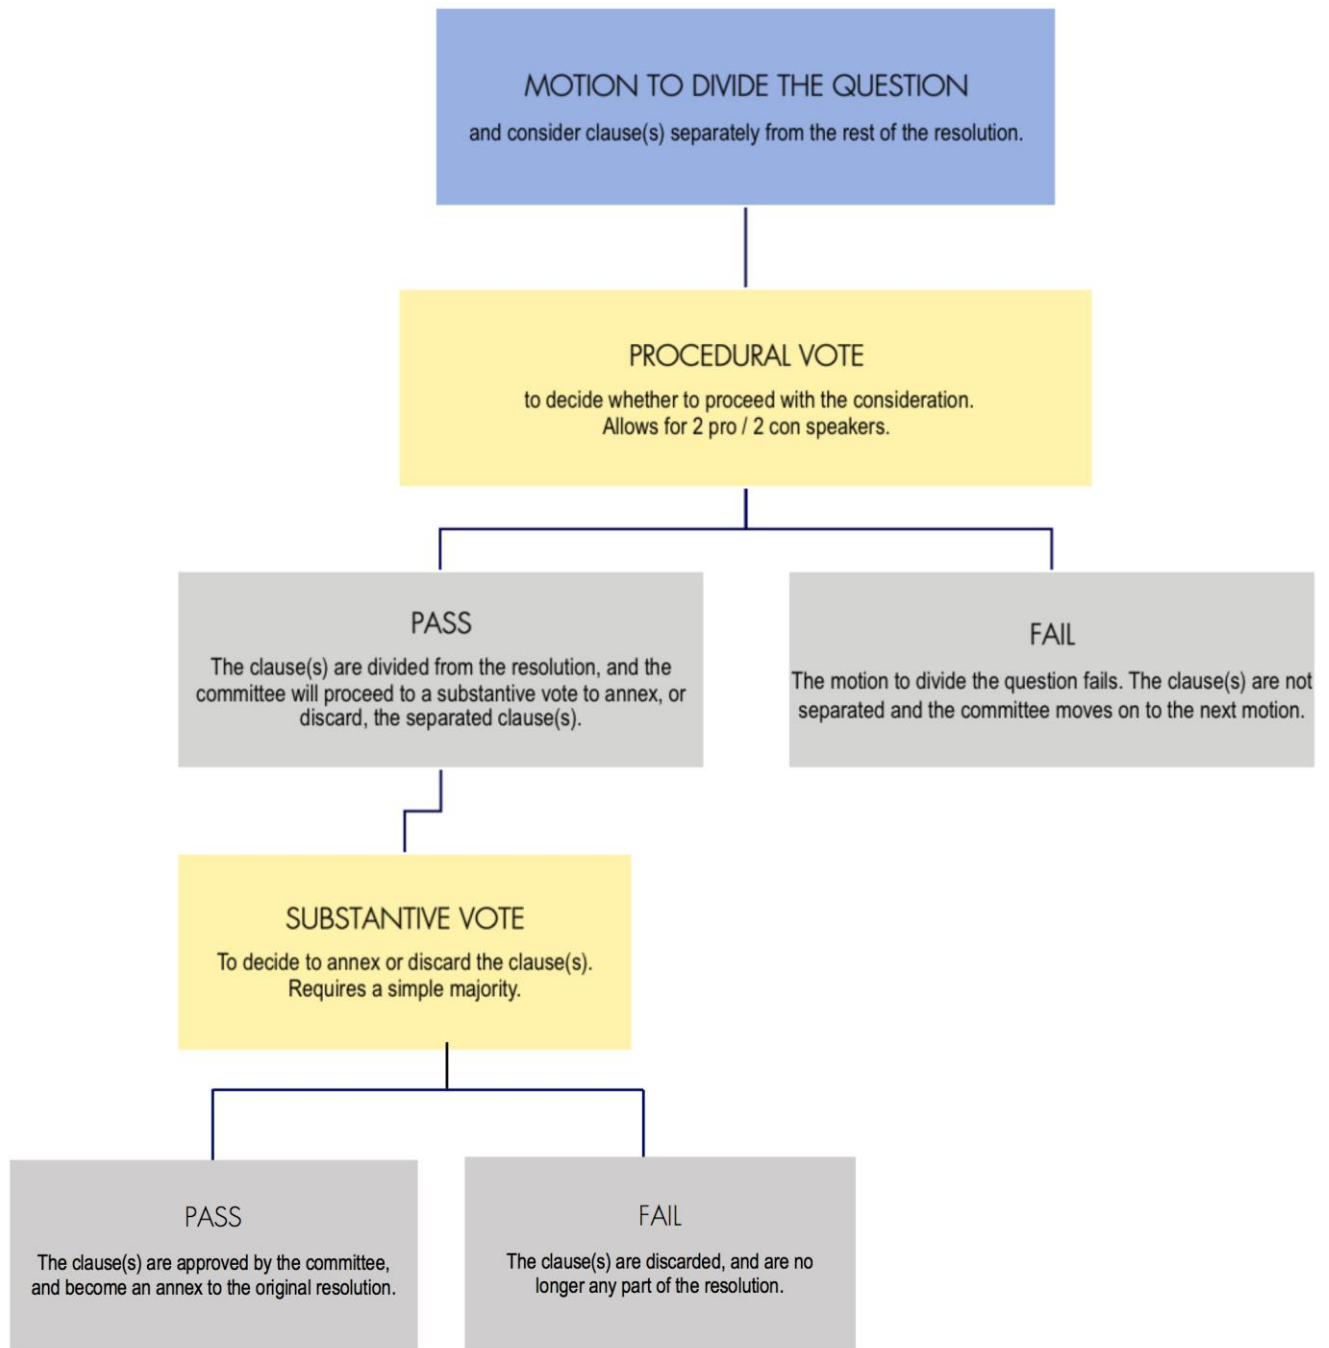 MOTION TO DIVIDE THE QUESTION
and consider clause(s) separately from the rest of the resolution.
PROCEDURAL VOTE
to decide whether to proceed with the consideration.
Allows for 2 pro / 2 con speakers.
PASS
The clause(s) are divided from the resolution, and the
committee will proceed to a substantive vote to annex, or
discard, the separated clause(s).
FAIL
The motion to divide the question fails. The clause(s) are not
separated and the committee moves on to the next motion.
SUBSTANTIVE VOTE
To decide to annex or discard the clause(s).
Requires a simple majority.
PASS
The clause(s) are approved by the committee,
and become an annex to the original resolution.
FAIL
The clause(s) are discarded, and are no
longer any part of the resolution.